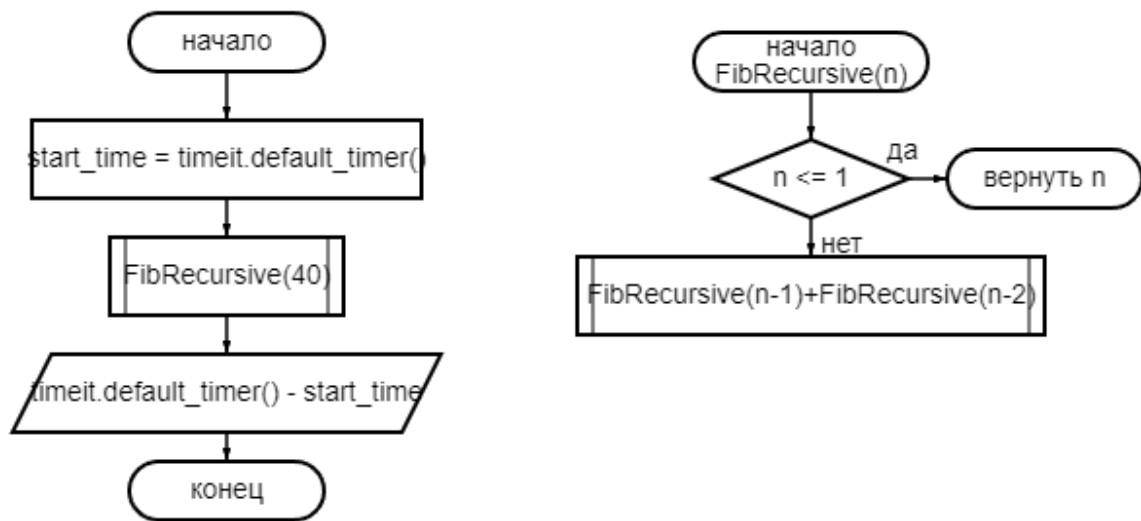 начало
start_time = timeit.default_timer()
FibRecursive(40)
timeit.default_timer() - start_time
конец
начало
FibRecursive(n)
n <= 1
да
вернуть n
нет
FibRecursive(n-1)+FibRecursive(n-2)